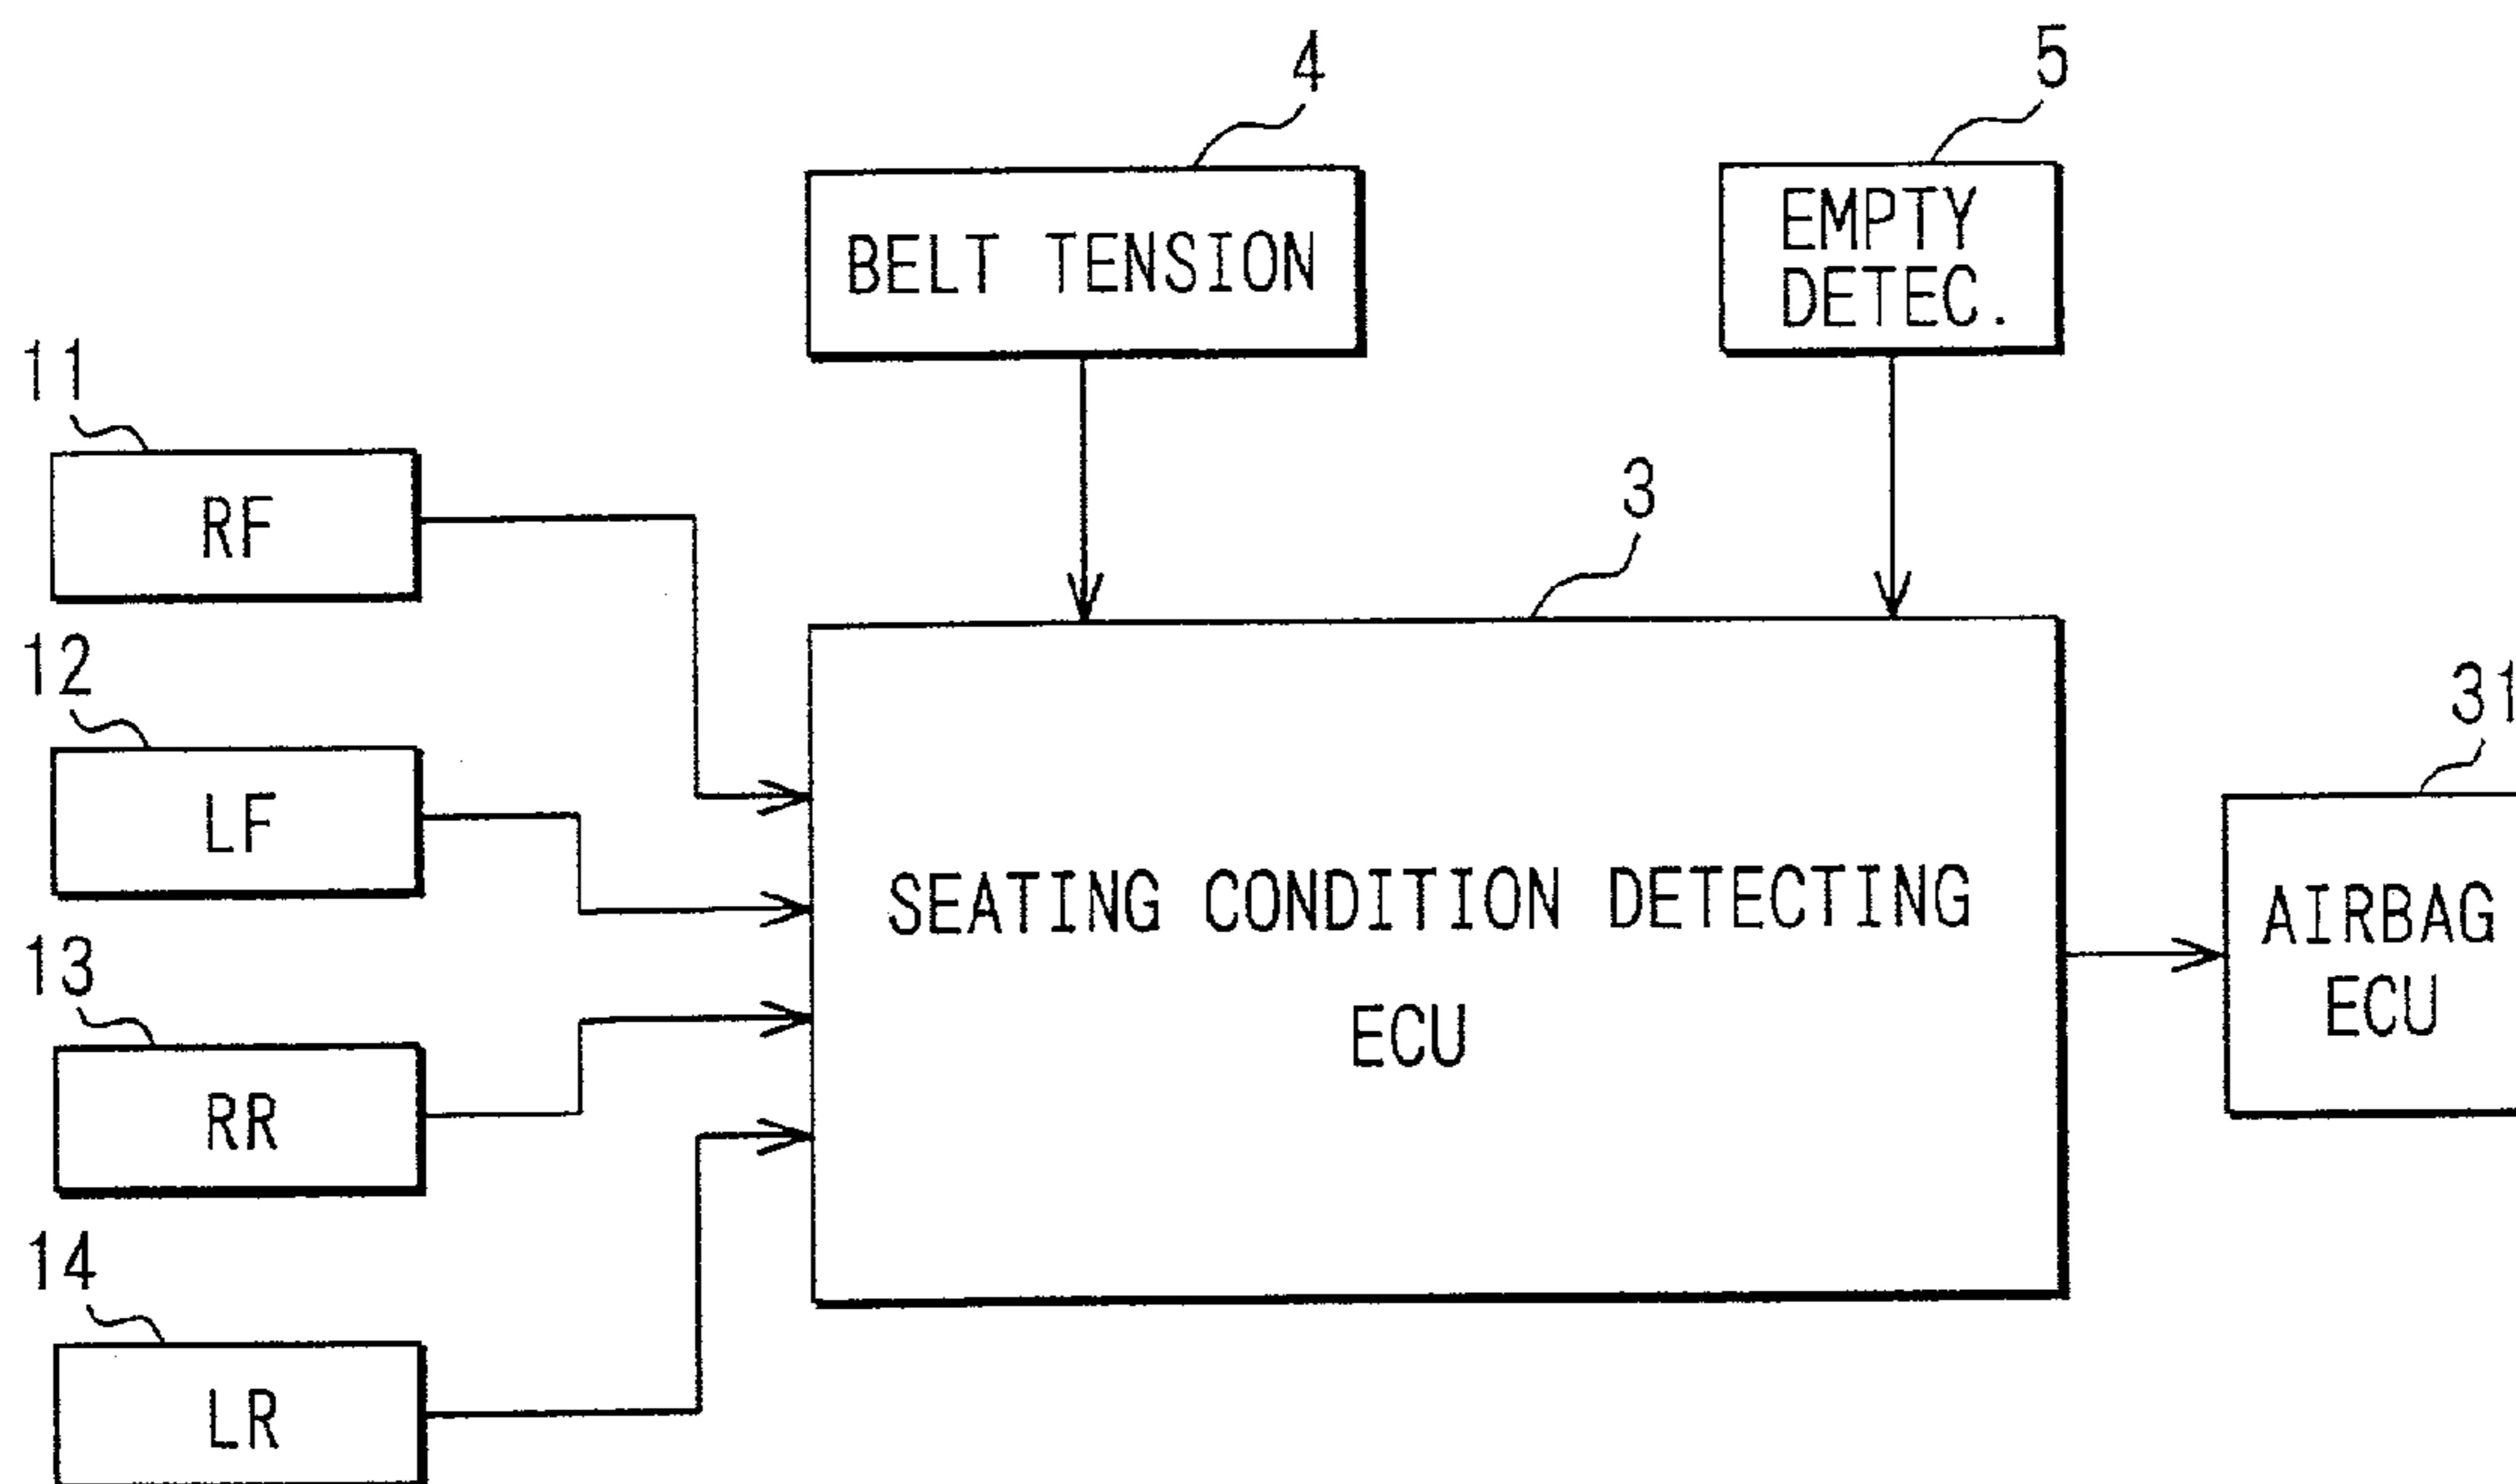 4
5
BELT TENSION
EMPTY
DETEC.
11
RF
3
12
LF
31
13
SEATING CONDITION DETECTING
ECU
AIRBAG
ECU
RR
14
LR